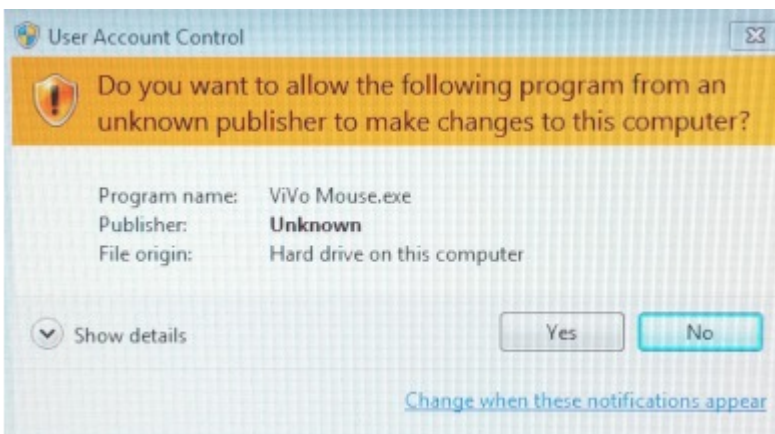 User Account Control
Do you want to allow the following program from an
unknown publisher to make changes to this computer?
Program name: ViVo Mouse.exe
Publisher: Unknown
File origin: Hard drive on this computer
Show details
Yes No
Change when these notifications appear